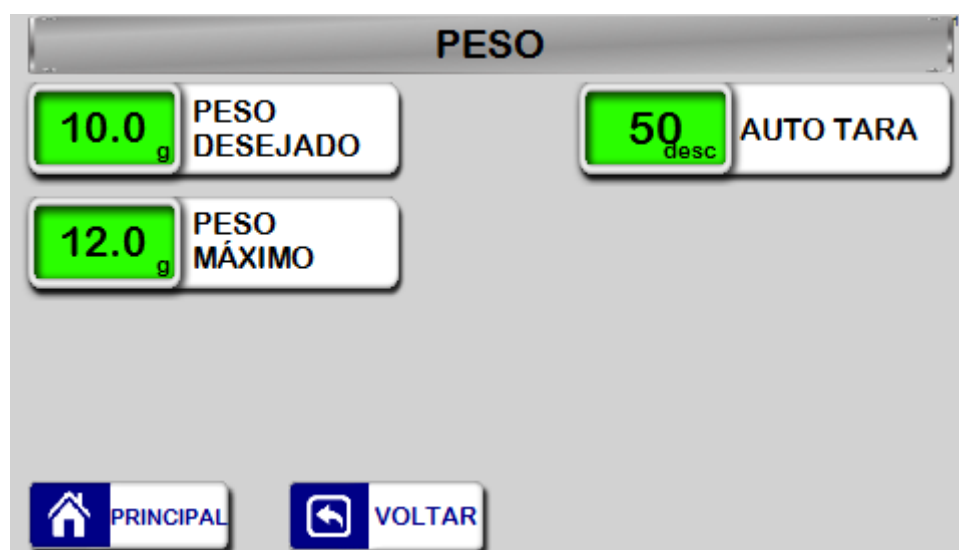 PESO
10.0 g
PESO
DESEJADO
50 desc
AUTO TARA
12.0 g
PESO
MÁXIMO
PRINCIPAL
VOLTAR